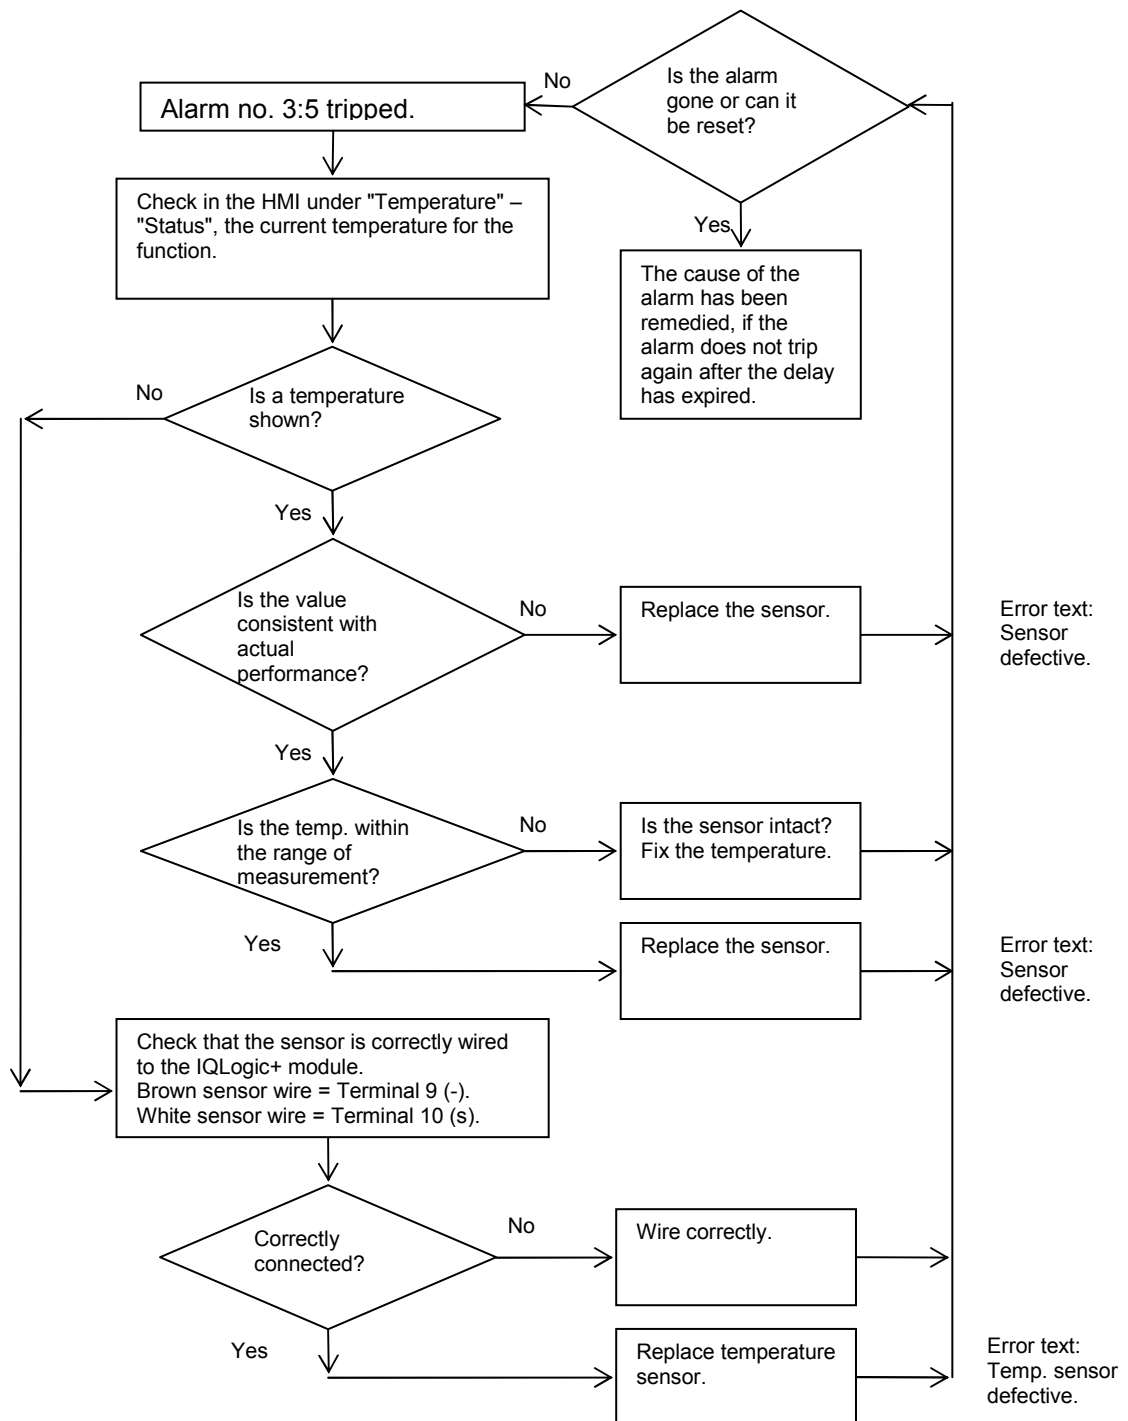 Is the alarm
gone or can it
be reset?
No
Alarm no. 3:5 tripped.
Yes
Check in the HMI under "Temperature" –
"Status", the current temperature for the
function.
The cause of the
alarm has been
remedied, if the
alarm does not trip
again after the delay
has expired.
No
Is a temperature
shown?
Yes
Is the value
consistent with
actual
performance?
No
Replace the sensor.
Error text:
Sensor
defective.
Yes
Is the temp. within
the range of
measurement?
No
Is the sensor intact?
Fix the temperature.
Yes
Replace the sensor.
Error text:
Sensor
defective.
Check that the sensor is correctly wired
to the IQLogic+ module.
Brown sensor wire = Terminal 9 (-).
White sensor wire = Terminal 10 (s).
Correctly
connected?
No
Wire correctly.
Yes
Replace temperature
sensor.
Error text:
Temp. sensor
defective.